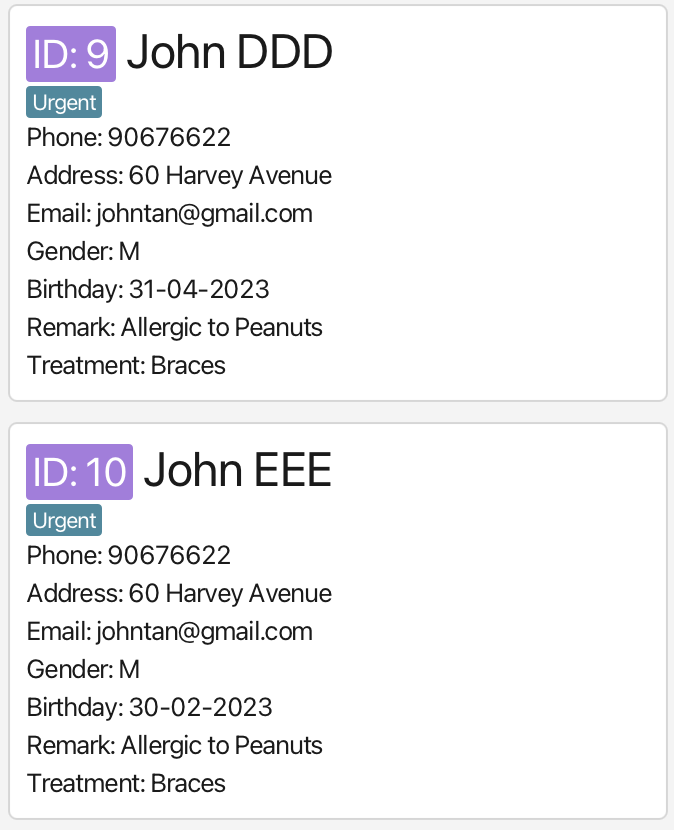 ID: 9 John DDD
Urgent
Phone: 90676622
Address: 60 Harvey Avenue
Email: johntan@gmail.com
Gender: M
Birthday: 31-04-2023
Remark: Allergic to Peanuts
Treatment: Braces
ID: 10 John EEE
Urgent
Phone: 90676622
Address: 60 Harvey Avenue
Email: johntan@gmail.com
Gender: M
Birthday: 30-02-2023
Remark: Allergic to Peanuts
Treatment: Braces